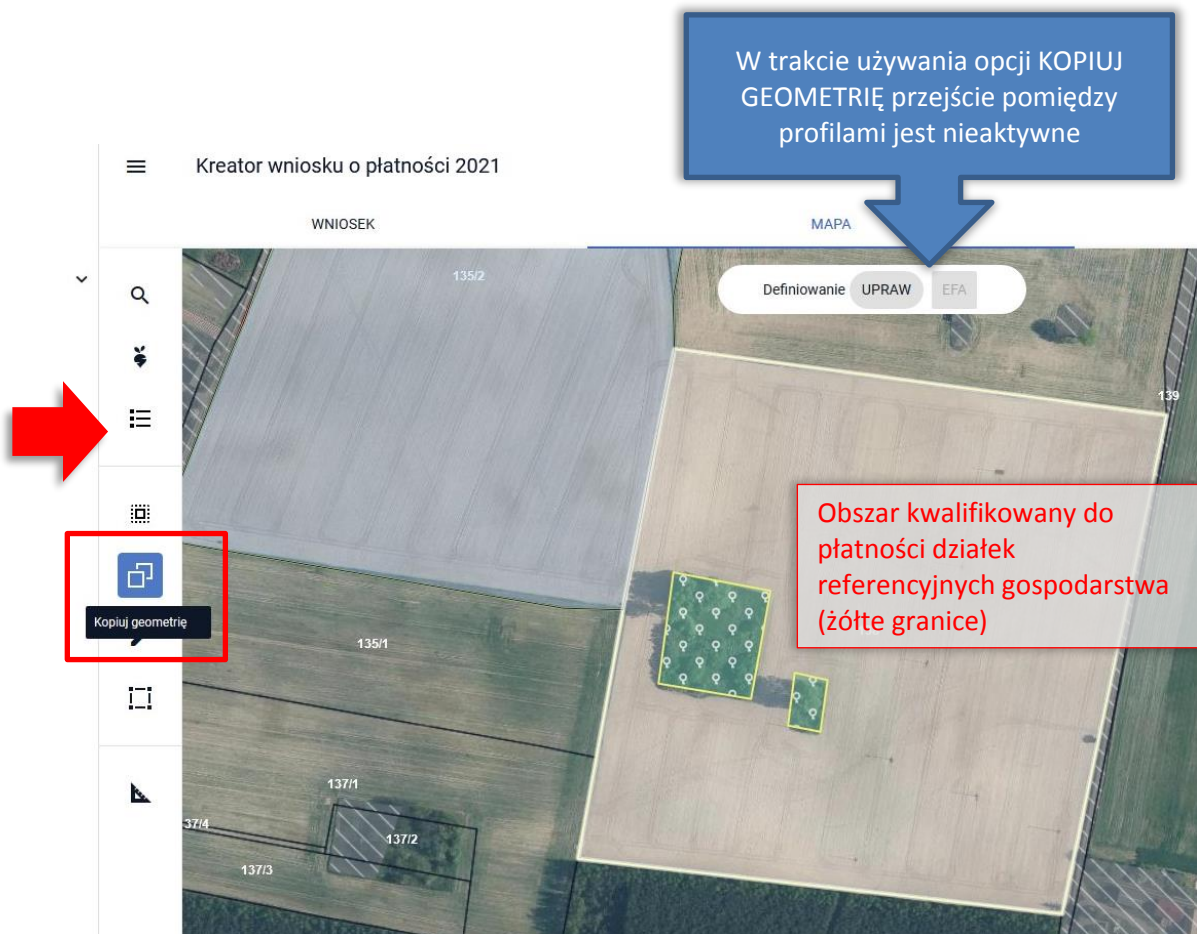 W trakcie używania opcji KOPIUJ
GEOMETRIĘ przejście pomiędzy
profilami jest nieaktywne
Kreator wniosku o płatności 2021
WNIOSEK
MAPA
135/2
Definiowanie UPRAW EFA
139
Obszar kwalifikowany do
płatności działek
referencyjnych gospodarstwa
(żółte granice)
Kopiuj geometrię
135/1
137/1
37/4
137/2
137/3